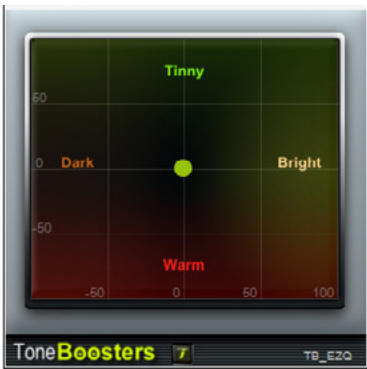 Tinny
50
0 Dark Bright
-50
Warm
-50 0 50 100
ToneBoosters T TB_EZQ